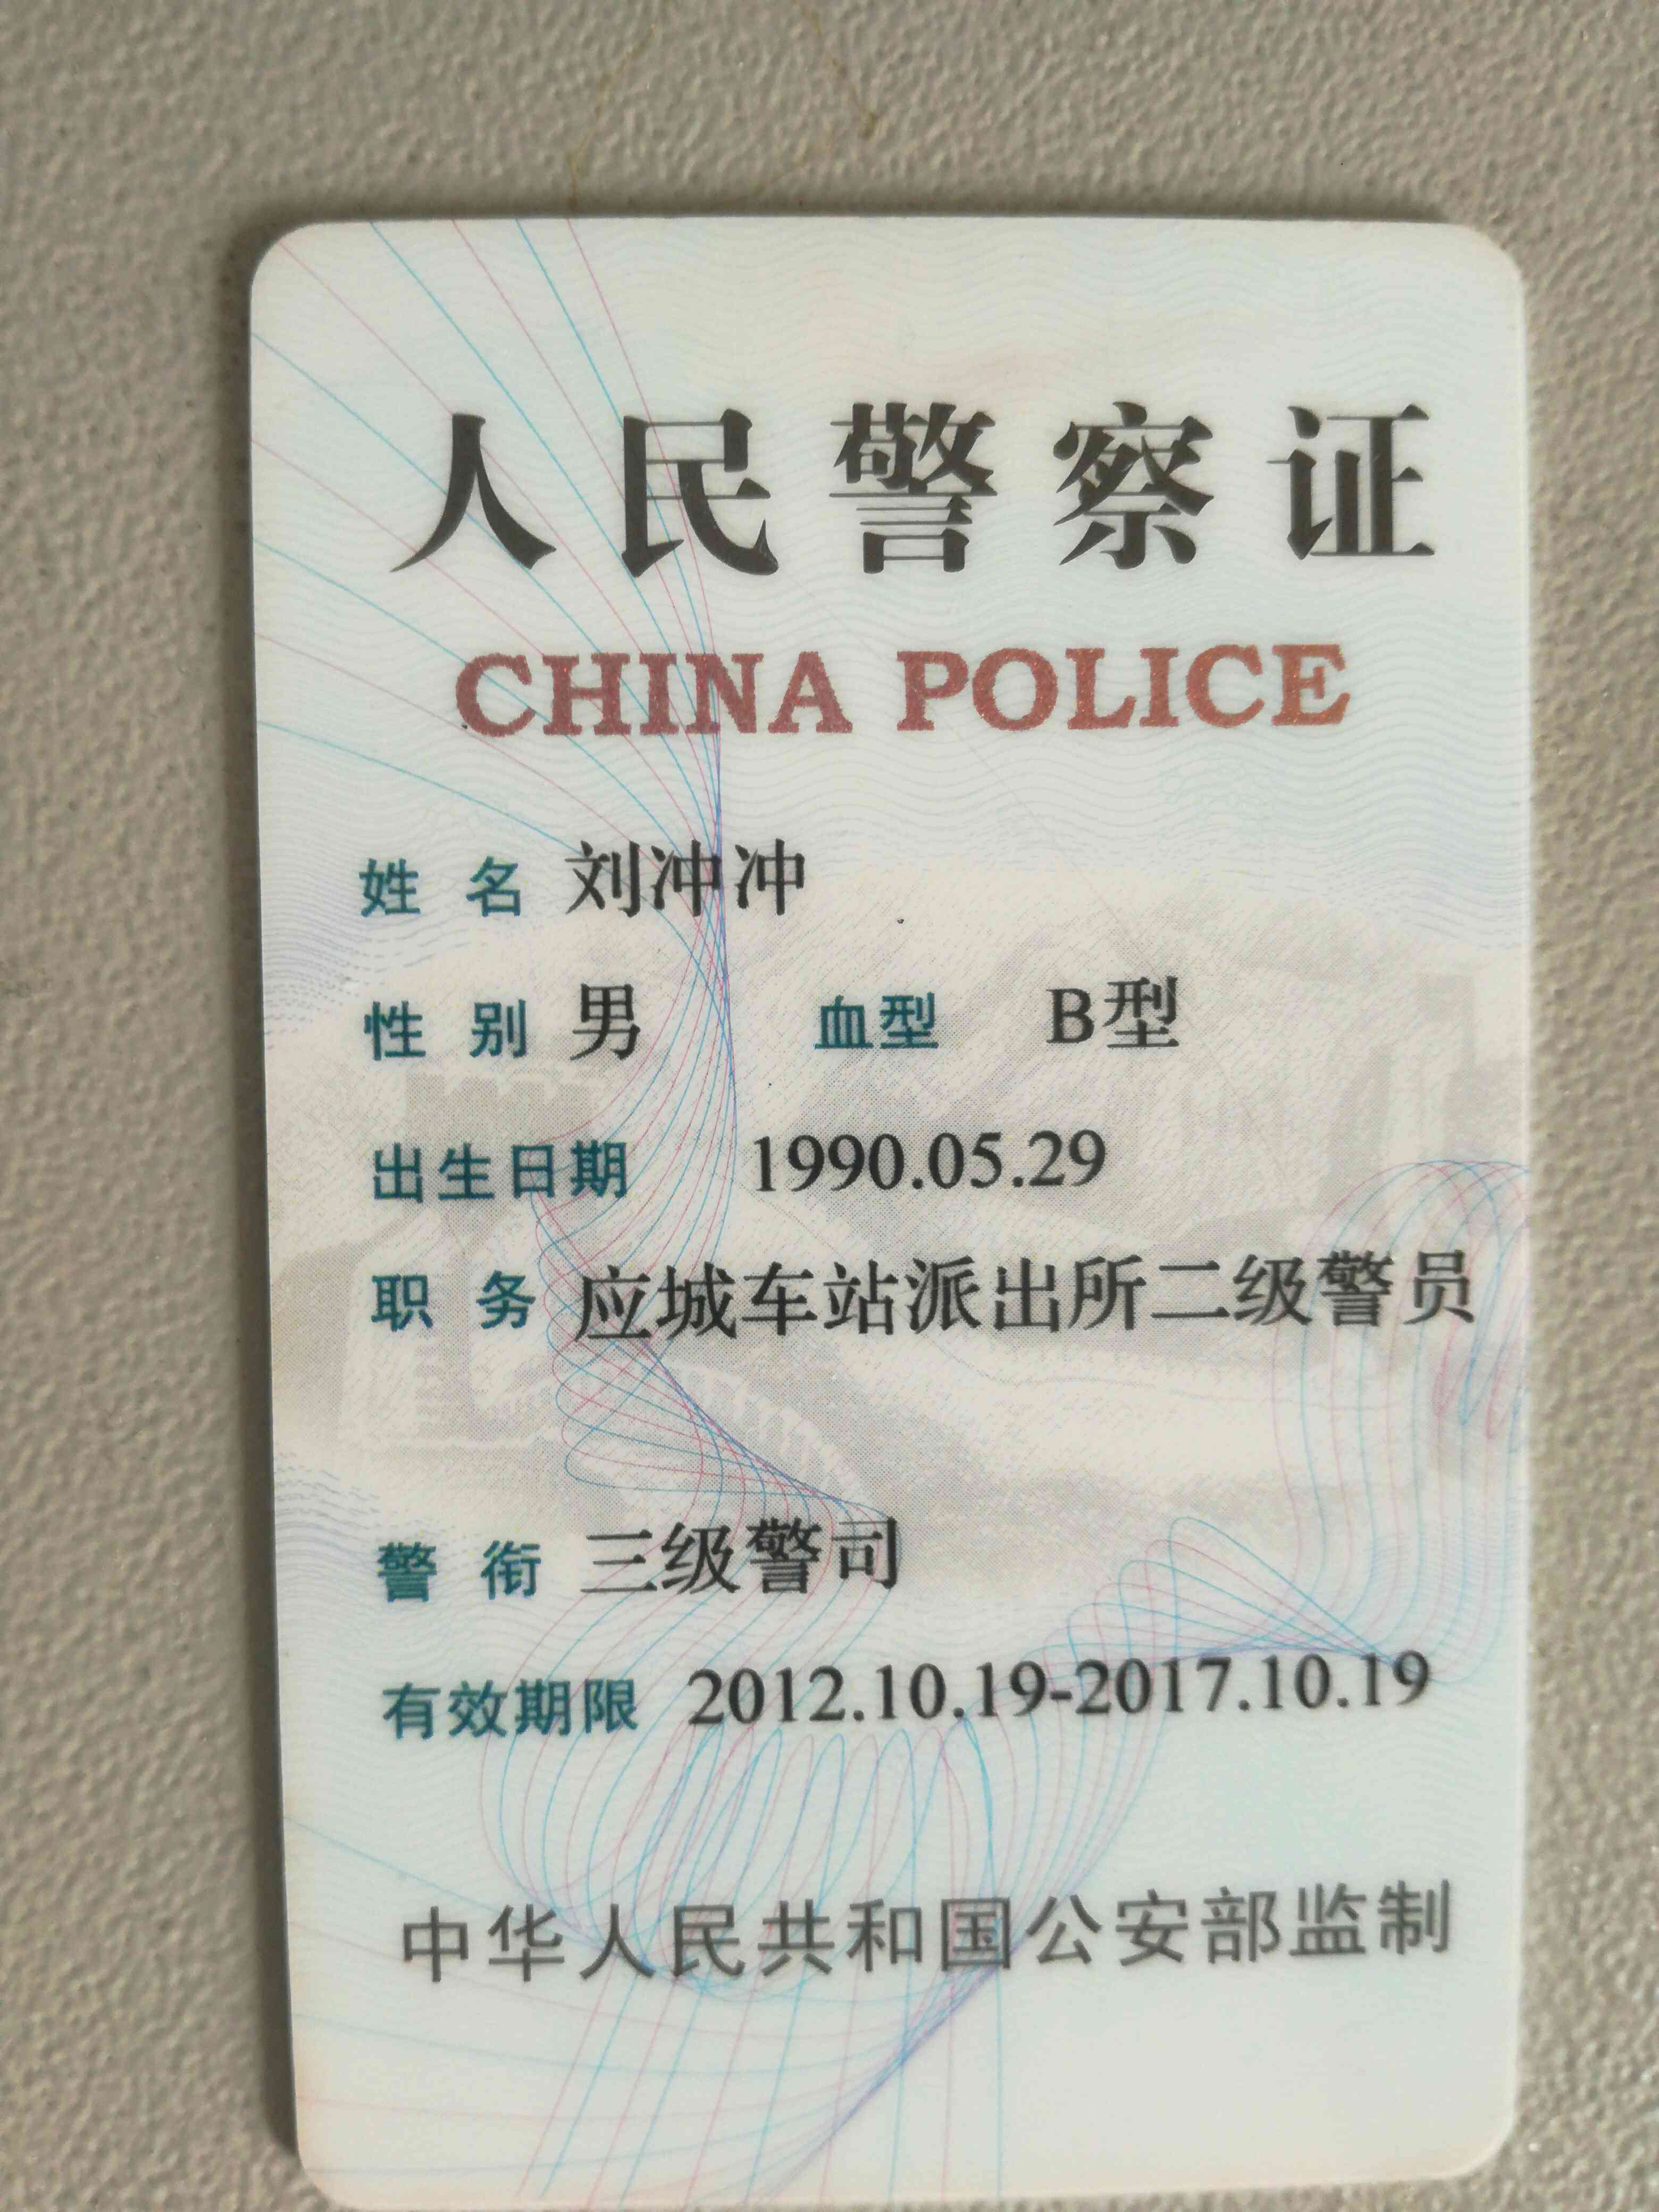 人民警察证
CHINA POLICE
姓 名 刘冲冲
性 别 男 血型 B型
出生日期 1990.05.29
职 务 应城车站派出所二级警员
警 衔 三级警司
有效期限 2012.10.19-2017.10.19
中华人民共和国公安部监制